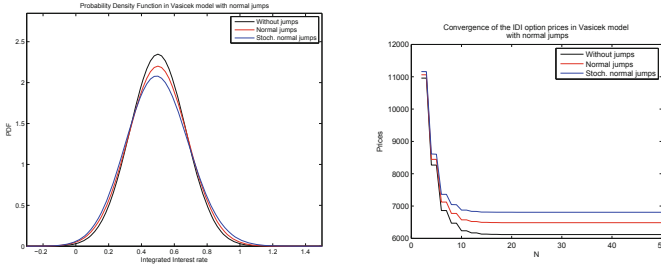 Probability Density Function in Vasicek model with normal jumps
Without jumps
Normal jumps
Stoch. normal jumps
2.5
2
1.5
1
0.5
0
PDF
-0.2
0
0.2
0.4
0.6
0.8
1
1.2
1.4
Integrated Interest rate
Convergence of the IDI option prices in Vasicek model
with normal jumps
Without jumps
Normal jumps
Stoch. normal jumps
12000
11000
10000
9000
8000
7000
6000
Prices
0
10
20
30
40
50
N